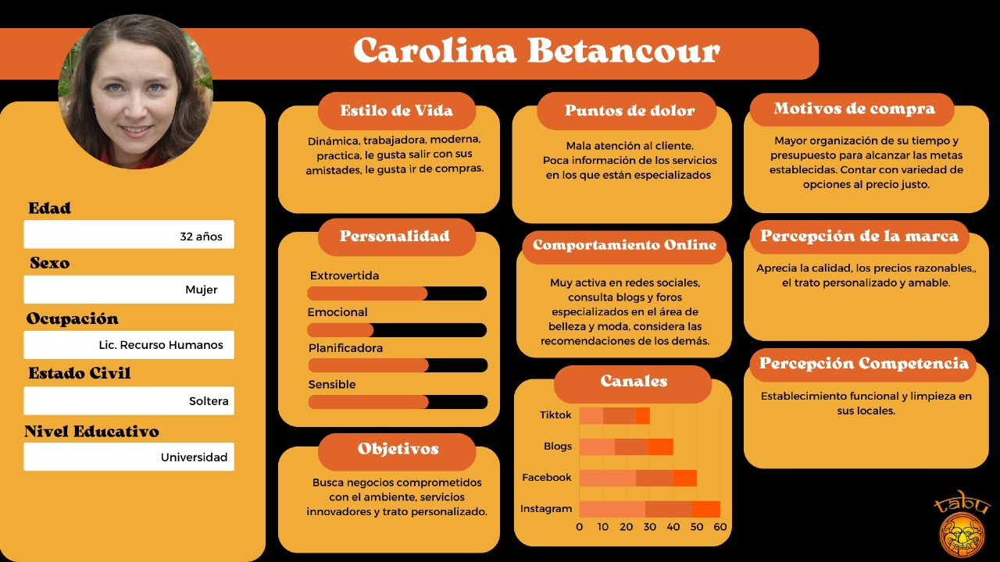 Carolina Betancour
Edad
32 años
Sexo
Mujer
Ocupación
Lic. Recurso Humanos
Estado Civil
Soltera
Nivel Educativo
Universidad
Estilo de Vida
Dinámica, trabajadora, moderna,
practica, le gusta salir con sus
amistades, le gusta ir de compras.
Personalidad
Extrovertida
Emocional
Planificadora
Sensible
Objetivos
Busca negocios comprometidos
con el ambiente, servicios
innovadores y trato personalizado.
Puntos de dolor
Mala atención al cliente.
Poca información de los servicios
en los que están especializados
Comportamiento Online
Muy activa en redes sociales,
consulta blogs y foros
especializados en el área de
belleza y moda, considera las
recomendaciones de los demás.
Canales
Tiktok
Blogs
Facebook
Instagram
0 10 20 30 40 50 60
Motivos de compra
Mayor organización de su tiempo y
presupuesto para alcanzar las metas
establecidas. Contar con variedad de
opciones al precio justo.
Percepción de la marca
Aprecia la calidad, los precios razonables,,
el trato personalizado y amable.
Percepción Competencia
Establecimiento funcional y limpieza en
sus locales.
tabú